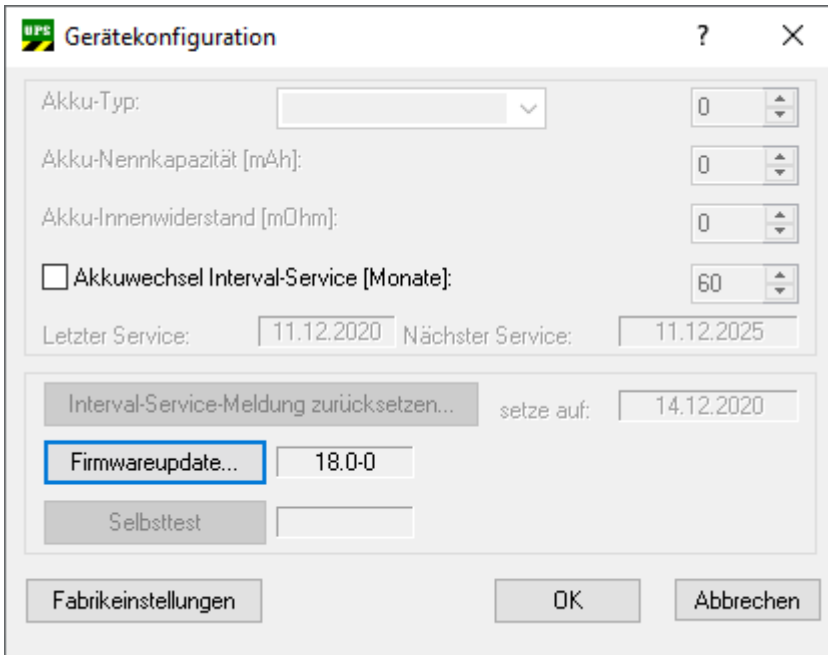 UPS Gerätekonfiguration ?
Akku-Typ: 0
Akku-Nennkapazität [mAh]: 0
Akku-Innenwiderstand [mOhm]: 0
Akkuwechsel Interval-Service [Monate]: 60
Letzter Service: 11.12.2020 Nächster Service: 11.12.2025
Interval-Service-Meldung zurücksetzen... setze auf: 14.12.2020
Firmwareupdate... 18.0-0
Selbsttest
Fabrikeinstellungen OK Abbrechen